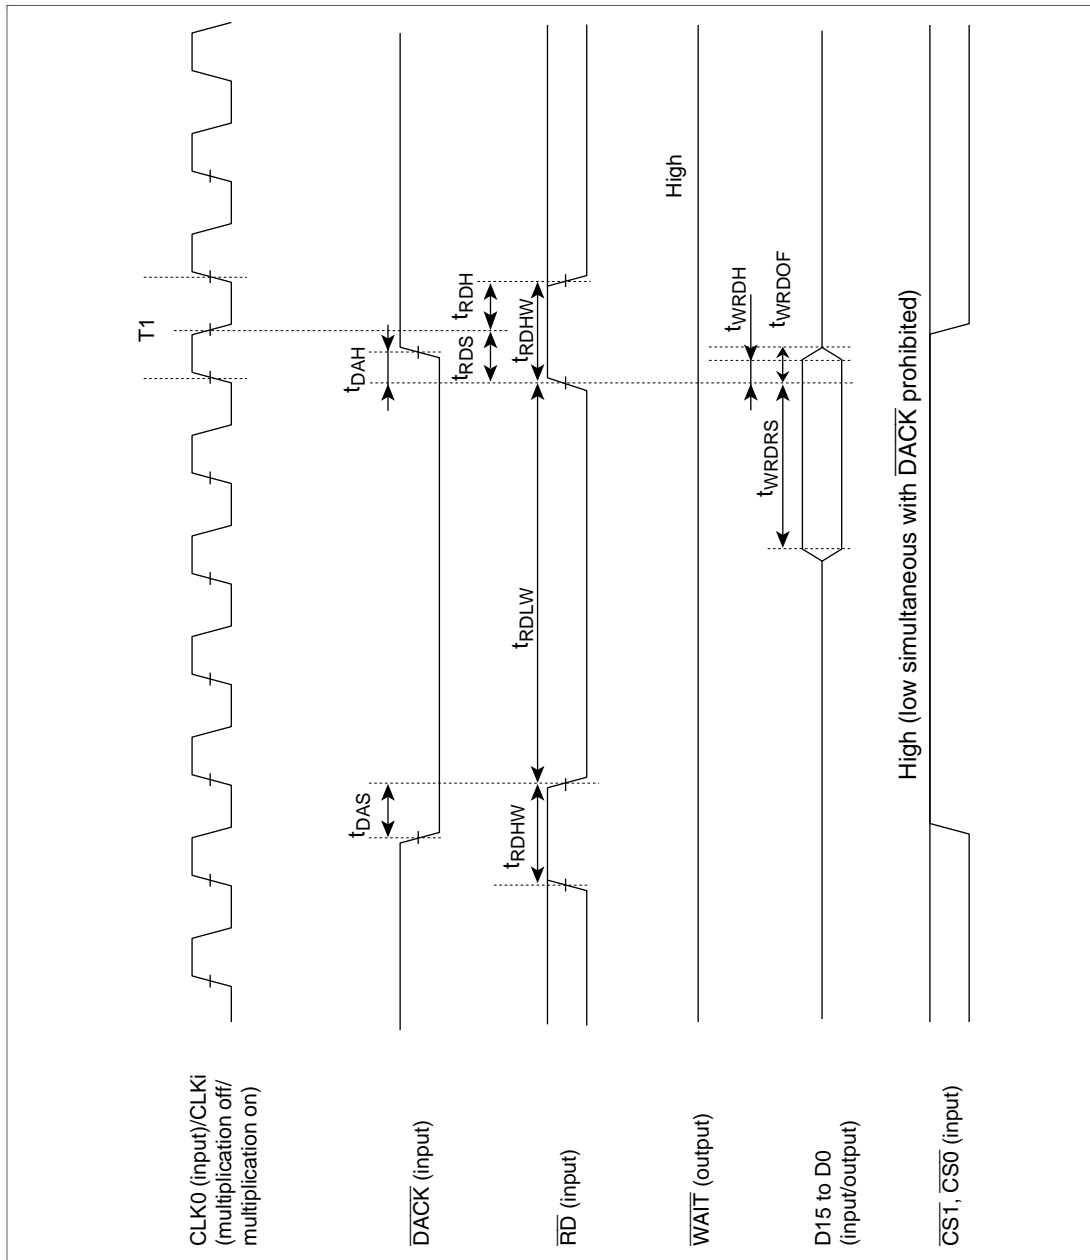 CLK0 (input)/CLKi
(multiplication off/
multiplication on)
T1
DACK (input)
tDAS
tDAH
RD (input)
tRDHW
tRDLW
tRDS
tRDH
tRDHW
WAIT (output)
High
D15 to D0
(input/output)
tWRDRS
tWRDH
tWRDOF
CS1, CS0 (input)
High (low simultaneous with DACK prohibited)